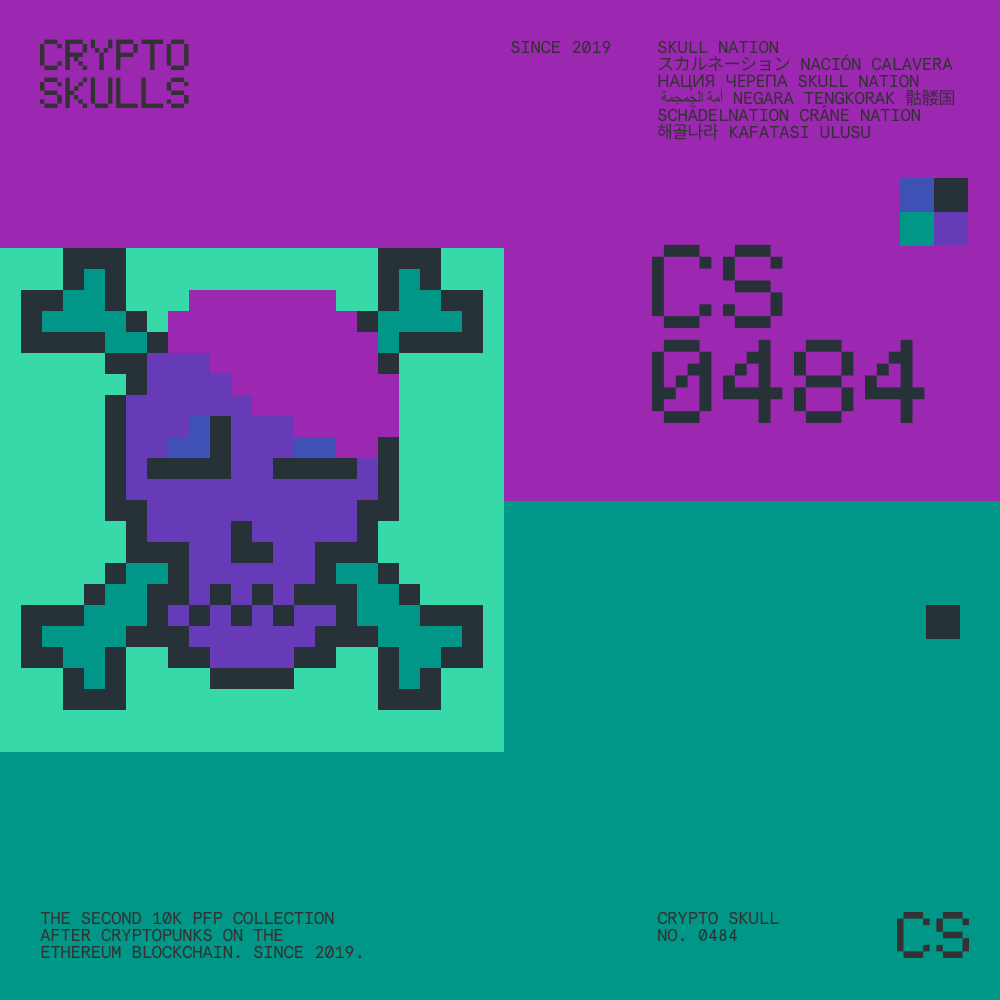 CRYPTO
SKULLS
SINCE 2019
SKULL NATION
スカルネーション NACIÓN CALAVERA
НАЦИЯ ЧЕРЕПА SKULL NATION
أمة الجمجمة NEGARA TENGKORAK 骷髅国
SCHÄDELNATION CRÂNE NATION
해골나라 KAFATASI ULUSU
CS
0484
THE SECOND 10K PFP COLLECTION
AFTER CRYPTOPUNKS ON THE
ETHEREUM BLOCKCHAIN. SINCE 2019.
CRYPTO SKULL
NO. 0484
CS